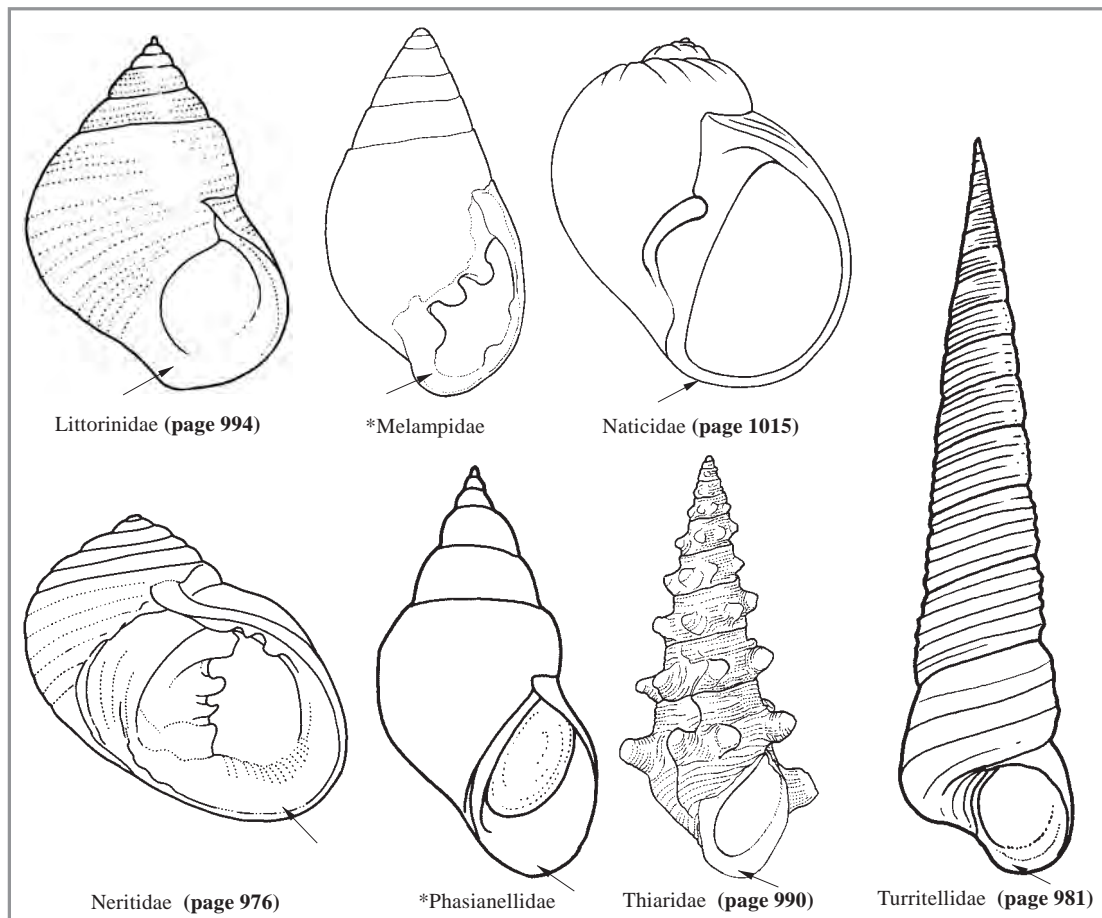 Littorinidae (page 994)
*Melampidae
Naticidae (page 1015)
Neritidae (page 976)
*Phasianellidae
Thiaridae (page 990)
Turritellidae (page 981)